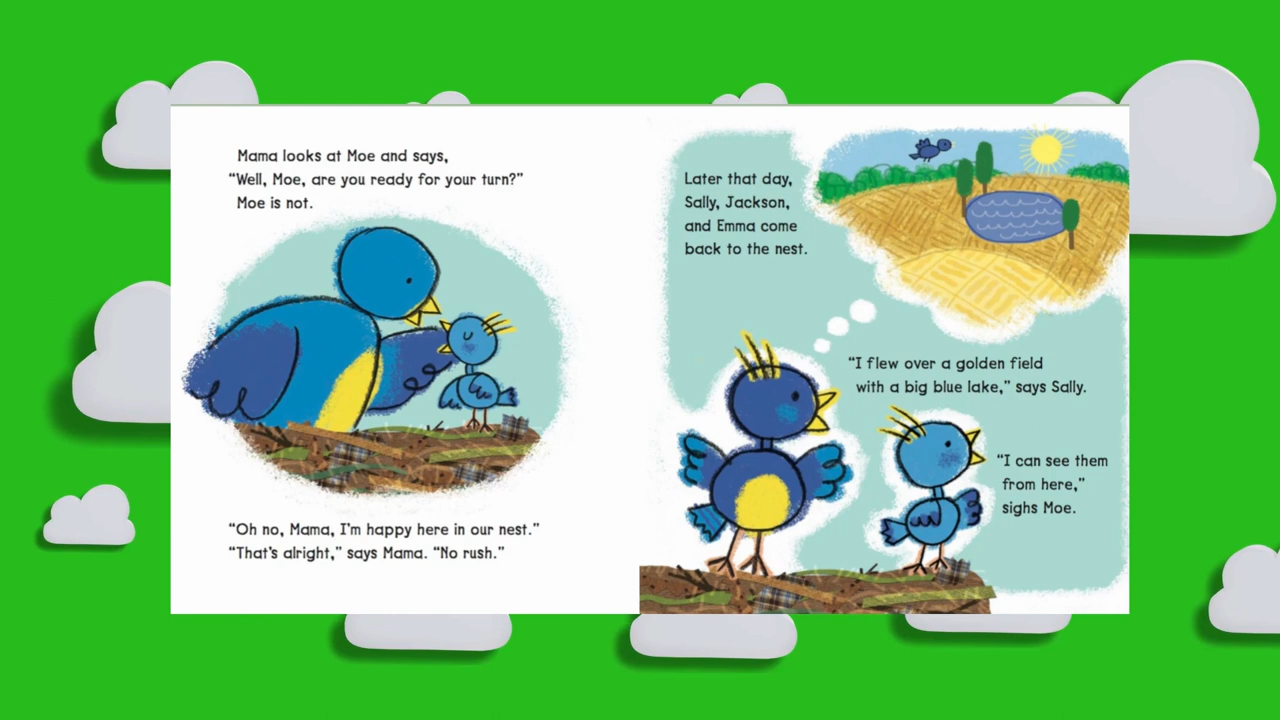 Mama looks at Moe and says,
“Well, Moe, are you ready for your turn?”
Moe is not.
“Oh no, Mama, I’m happy here in our nest.”
“That’s alright,” says Mama. “No rush.”
Later that day,
Sally, Jackson,
and Emma come
back to the nest.
“I flew over a golden field
with a big blue lake,” says Sally.
“I can see them
from here,”
sighs Moe.